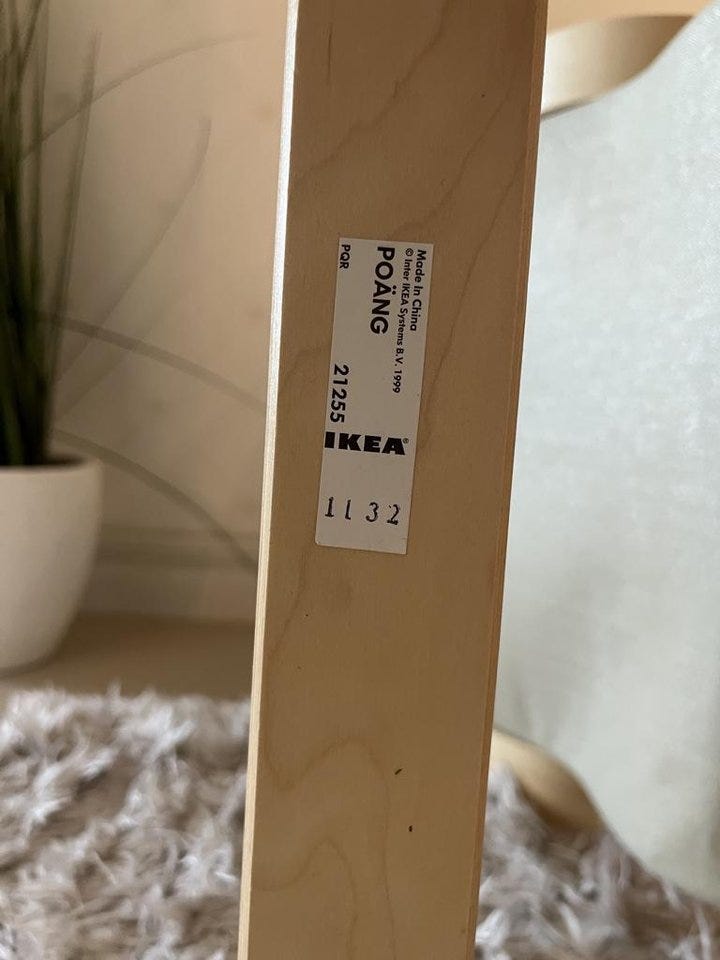 Made In China
© Inter IKEA Systems B.V. 1999
POÄNG
PQR
21255
IKEA®
1132